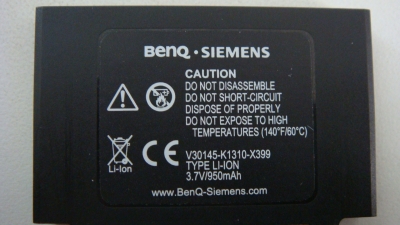 BenQ · SIEMENS
CAUTION
DO NOT DISASSEMBLE
DO NOT SHORT-CIRCUIT
DISPOSE OF PROPERLY
DO NOT EXPOSE TO HIGH
TEMPERATURES (140°F/60°C)
V30145-K1310-X399
TYPE LI-ION
3.7V/950mAh
Li-Ion
CE
www.BenQ-Siemens.com